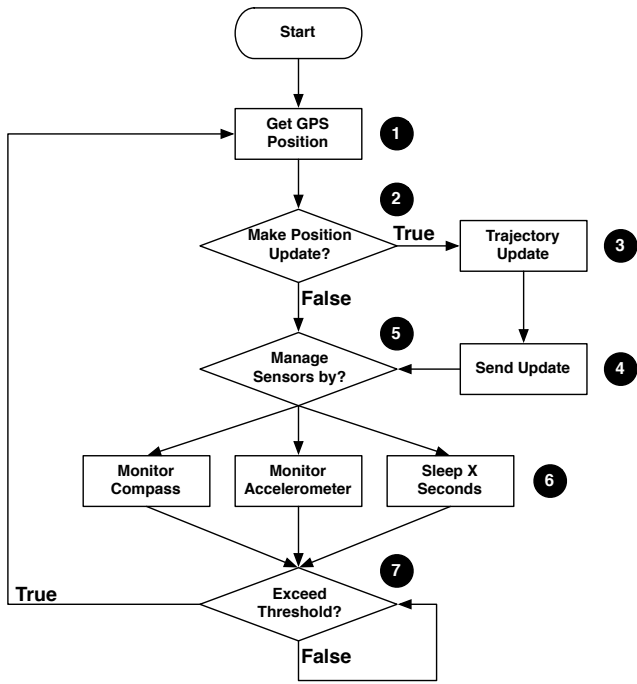 Start
Get GPS
Position
1
2
Make Position
Update?
True
Trajectory
Update
3
False
5
Manage
Sensors by?
Send Update
4
Monitor
Compass
Monitor
Accelerometer
Sleep X
Seconds
6
7
True
Exceed
Threshold?
False